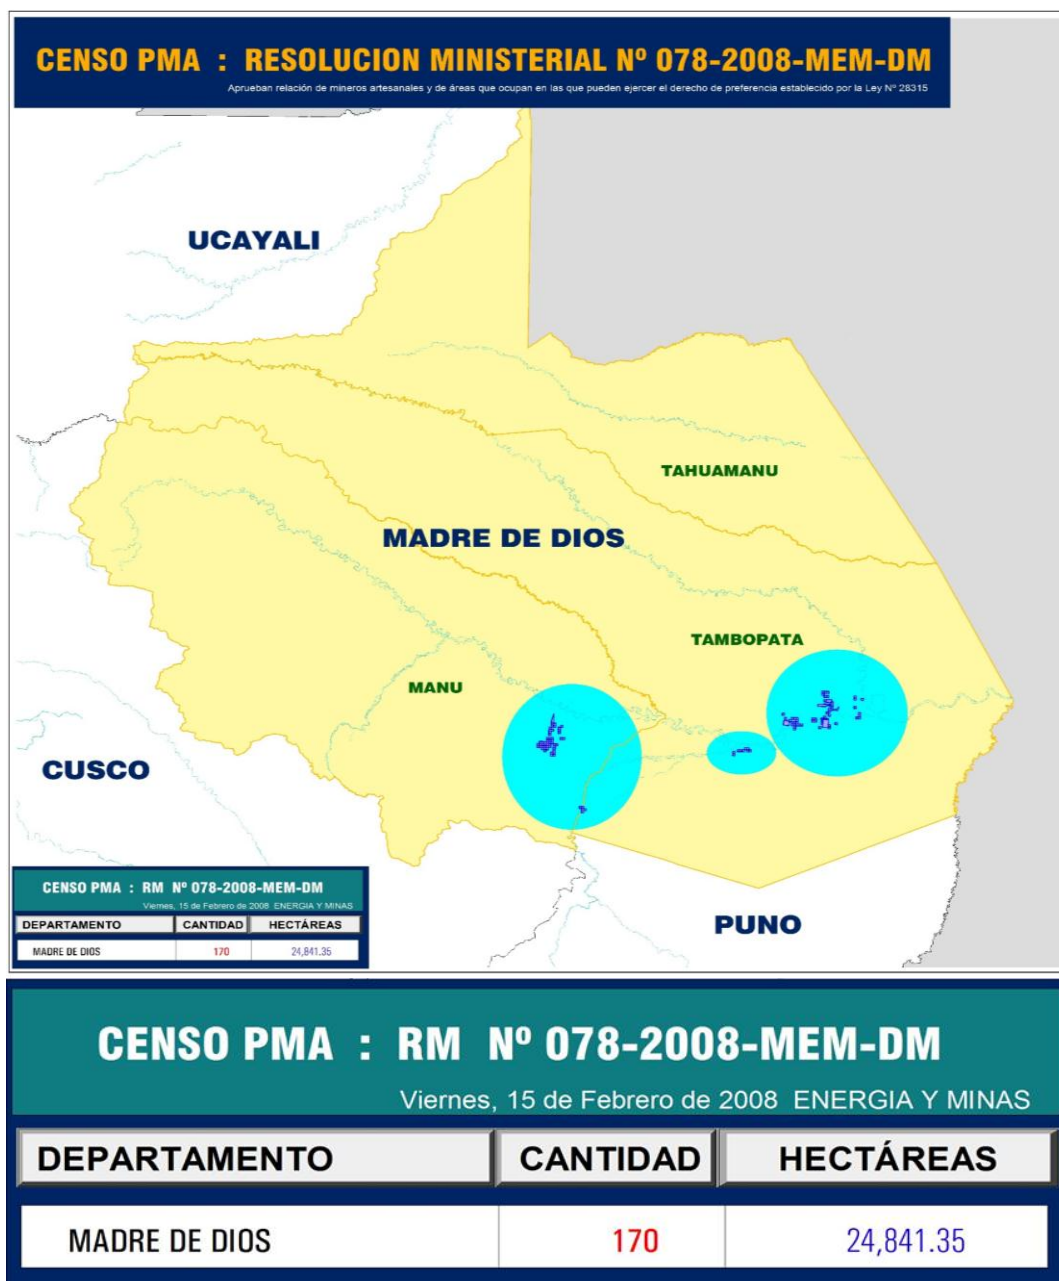 CENSO PMA : RESOLUCION MINISTERIAL Nº 078-2008-MEM-DM
Aprueban relación de mineros artesanales y de áreas que ocupan en las que pueden ejercer el derecho de preferencia establecido por la Ley Nº 28315
UCAYALI
TAHUAMANU
MADRE DE DIOS
TAMBOPATA
MANU
CUSCO
PUNO
CENSO PMA : RM Nº 078-2008-MEM-DM
Viernes, 15 de Febrero de 2008 ENERGIA Y MINAS
DEPARTAMENTO CANTIDAD HECTÁREAS
MADRE DE DIOS 170 24,841.35
CENSO PMA : RM Nº 078-2008-MEM-DM
Viernes, 15 de Febrero de 2008 ENERGIA Y MINAS
DEPARTAMENTO CANTIDAD HECTÁREAS
MADRE DE DIOS 170 24,841.35